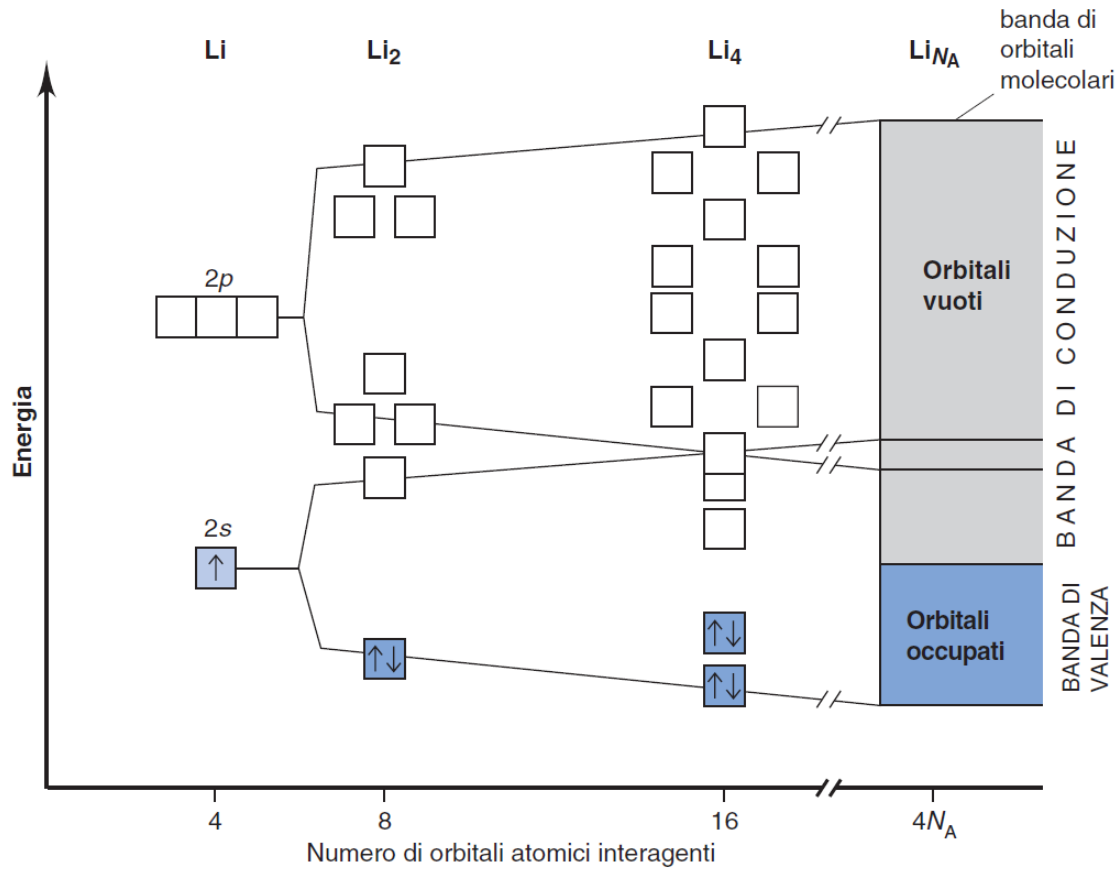 Li
Li2
Li4
LiNA
banda di
orbitali
molecolari
Energia
2p
2s
↑
↑↓
↑↓
↑↓
Orbitali
vuoti
Orbitali
occupati
BANDA DI CONDUZIONE
BANDA DI
VALENZA
4
8
16
4NA
Numero di orbitali atomici interagenti